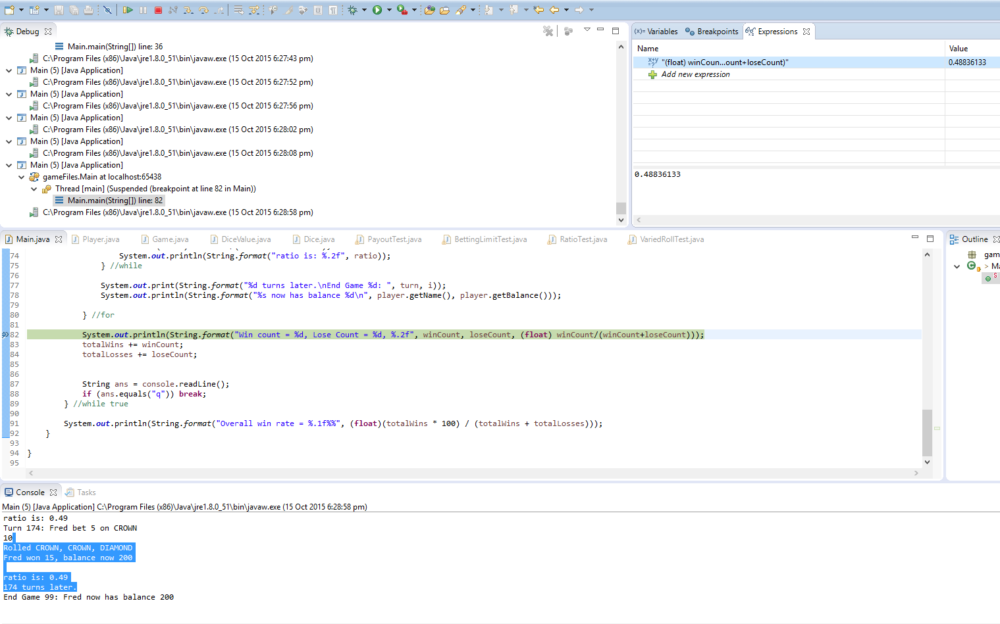 Debug
Main.main(String[]) line: 36
C:\Program Files (x86)\Java\jre1.8.0_51\bin\javaw.exe (15 Oct 2015 6:27:43 pm)
Main (5) [Java Application]
C:\Program Files (x86)\Java\jre1.8.0_51\bin\javaw.exe (15 Oct 2015 6:27:52 pm)
Main (5) [Java Application]
C:\Program Files (x86)\Java\jre1.8.0_51\bin\javaw.exe (15 Oct 2015 6:27:56 pm)
Main (5) [Java Application]
C:\Program Files (x86)\Java\jre1.8.0_51\bin\javaw.exe (15 Oct 2015 6:28:02 pm)
Main (5) [Java Application]
C:\Program Files (x86)\Java\jre1.8.0_51\bin\javaw.exe (15 Oct 2015 6:28:08 pm)
Main (5) [Java Application]
gameFiles.Main at localhost:65438
Thread [main] (Suspended (breakpoint at line 82 in Main))
Main.main(String[]) line: 82
C:\Program Files (x86)\Java\jre1.8.0_51\bin\javaw.exe (15 Oct 2015 6:28:58 pm)
(x)= Variables Breakpoints Expressions
Name Value
"(float) winCoun...ount+loseCount)" 0.48836133
Add new expression
0.48836133
Main.java Player.java Game.java DiceValue.java Dice.java PayoutTest.java BettingLimitTest.java RatioTest.java VariedRollTest.java
74 System.out.println(String.format("ratio is: %.2f", ratio));
75 } //while
76
77 System.out.print(String.format("%d turns later.\nEnd Game %d: ", turn, i));
78 System.out.println(String.format("%s now has balance %d\n", player.getName(), player.getBalance()));
79
80 } //for
81
82 System.out.println(String.format("Win count = %d, Lose Count = %d, %.2f", winCount, loseCount, (float) winCount/(winCount+loseCount)));
83 totalWins += winCount;
84 totalLosses += loseCount;
85
86
87 String ans = console.readLine();
88 if (ans.equals("q")) break;
89 } //while true
90
91 System.out.println(String.format("Overall win rate = %.1f%%", (float)(totalWins * 100) / (totalWins + totalLosses)));
92 }
93
94 }
95
Outline
gam
> Ma
Console Tasks
Main (5) [Java Application] C:\Program Files (x86)\Java\jre1.8.0_51\bin\javaw.exe (15 Oct 2015 6:28:58 pm)
ratio is: 0.49
Turn 174: Fred bet 5 on CROWN
10
Rolled CROWN, CROWN, DIAMOND
Fred won 15, balance now 200
ratio is: 0.49
174 turns later.
End Game 99: Fred now has balance 200